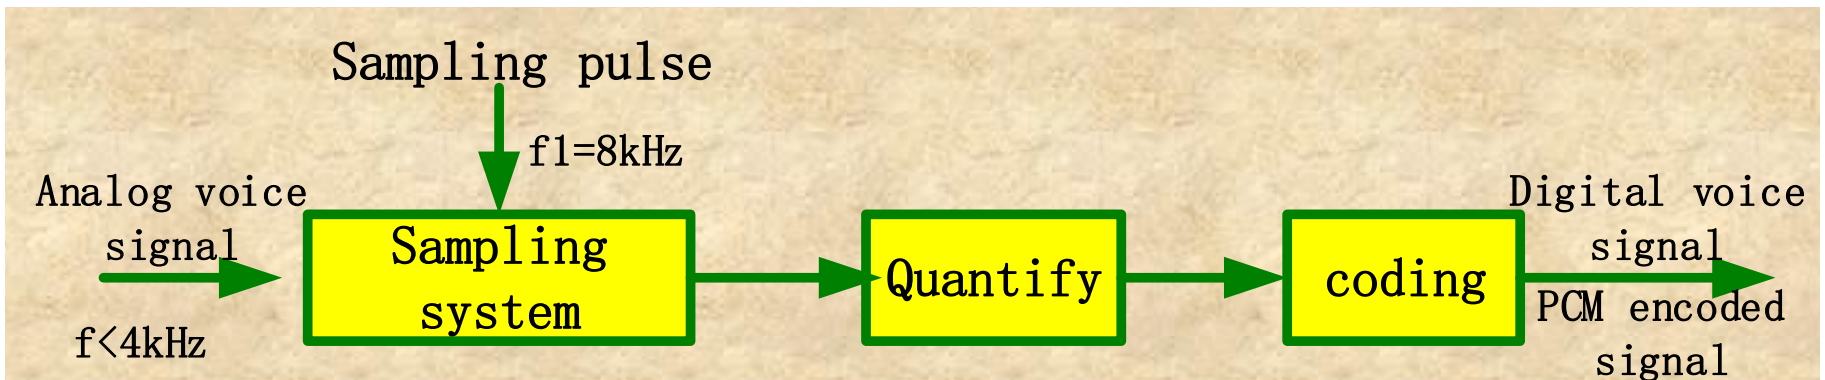 Sampling pulse
f1=8kHz
Analog voice
signal
f<4kHz
Sampling
system
Quantify
coding
Digital voice
signal
PCM encoded
signal